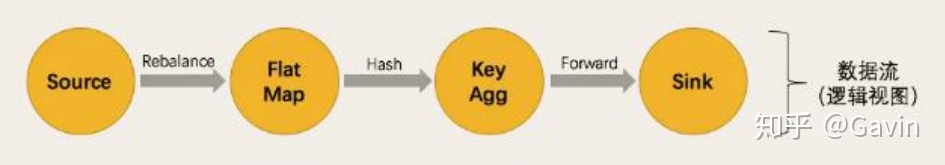 Source
Rebalance
Flat
Map
Hash
Key
Agg
Forward
Sink
数据流
(逻辑视图)
知乎 @Gavin